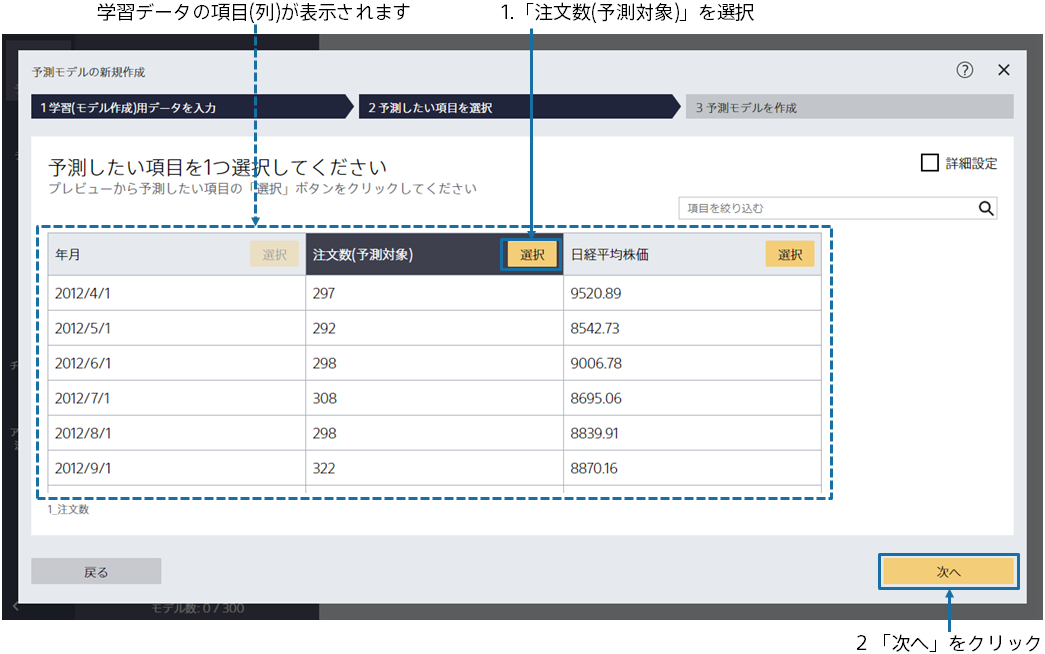 学習データの項目(列)が表示されます
1.「注文数(予測対象)」を選択
予測モデルの新規作成
1 学習(モデル作成)用データを入力
2 予測したい項目を選択
3 予測モデルを作成
予測したい項目を1つ選択してください
詳細設定
プレビューから予測したい項目の「選択」ボタンをクリックしてください
項目を絞り込む
年月 選択 注文数(予測対象) 選択 日経平均株価 選択
2012/4/1 297 9520.89
2012/5/1 292 8542.73
2012/6/1 298 9006.78
2012/7/1 308 8695.06
2012/8/1 298 8839.91
2012/9/1 322 8870.16
1_注文数
戻る
次へ
モデル数: 0 / 300
2 「次へ」をクリック